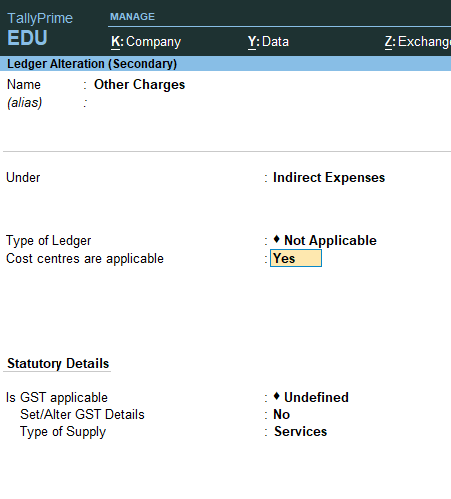 TallyPrime
EDU
MANAGE
K: Company Y: Data Z: Exchange
Ledger Alteration (Secondary)
Name : Other Charges
(alias) :
Under : Indirect Expenses
Type of Ledger : ♦ Not Applicable
Cost centres are applicable : Yes
Statutory Details
Is GST applicable : ♦ Undefined
Set/Alter GST Details : No
Type of Supply : Services